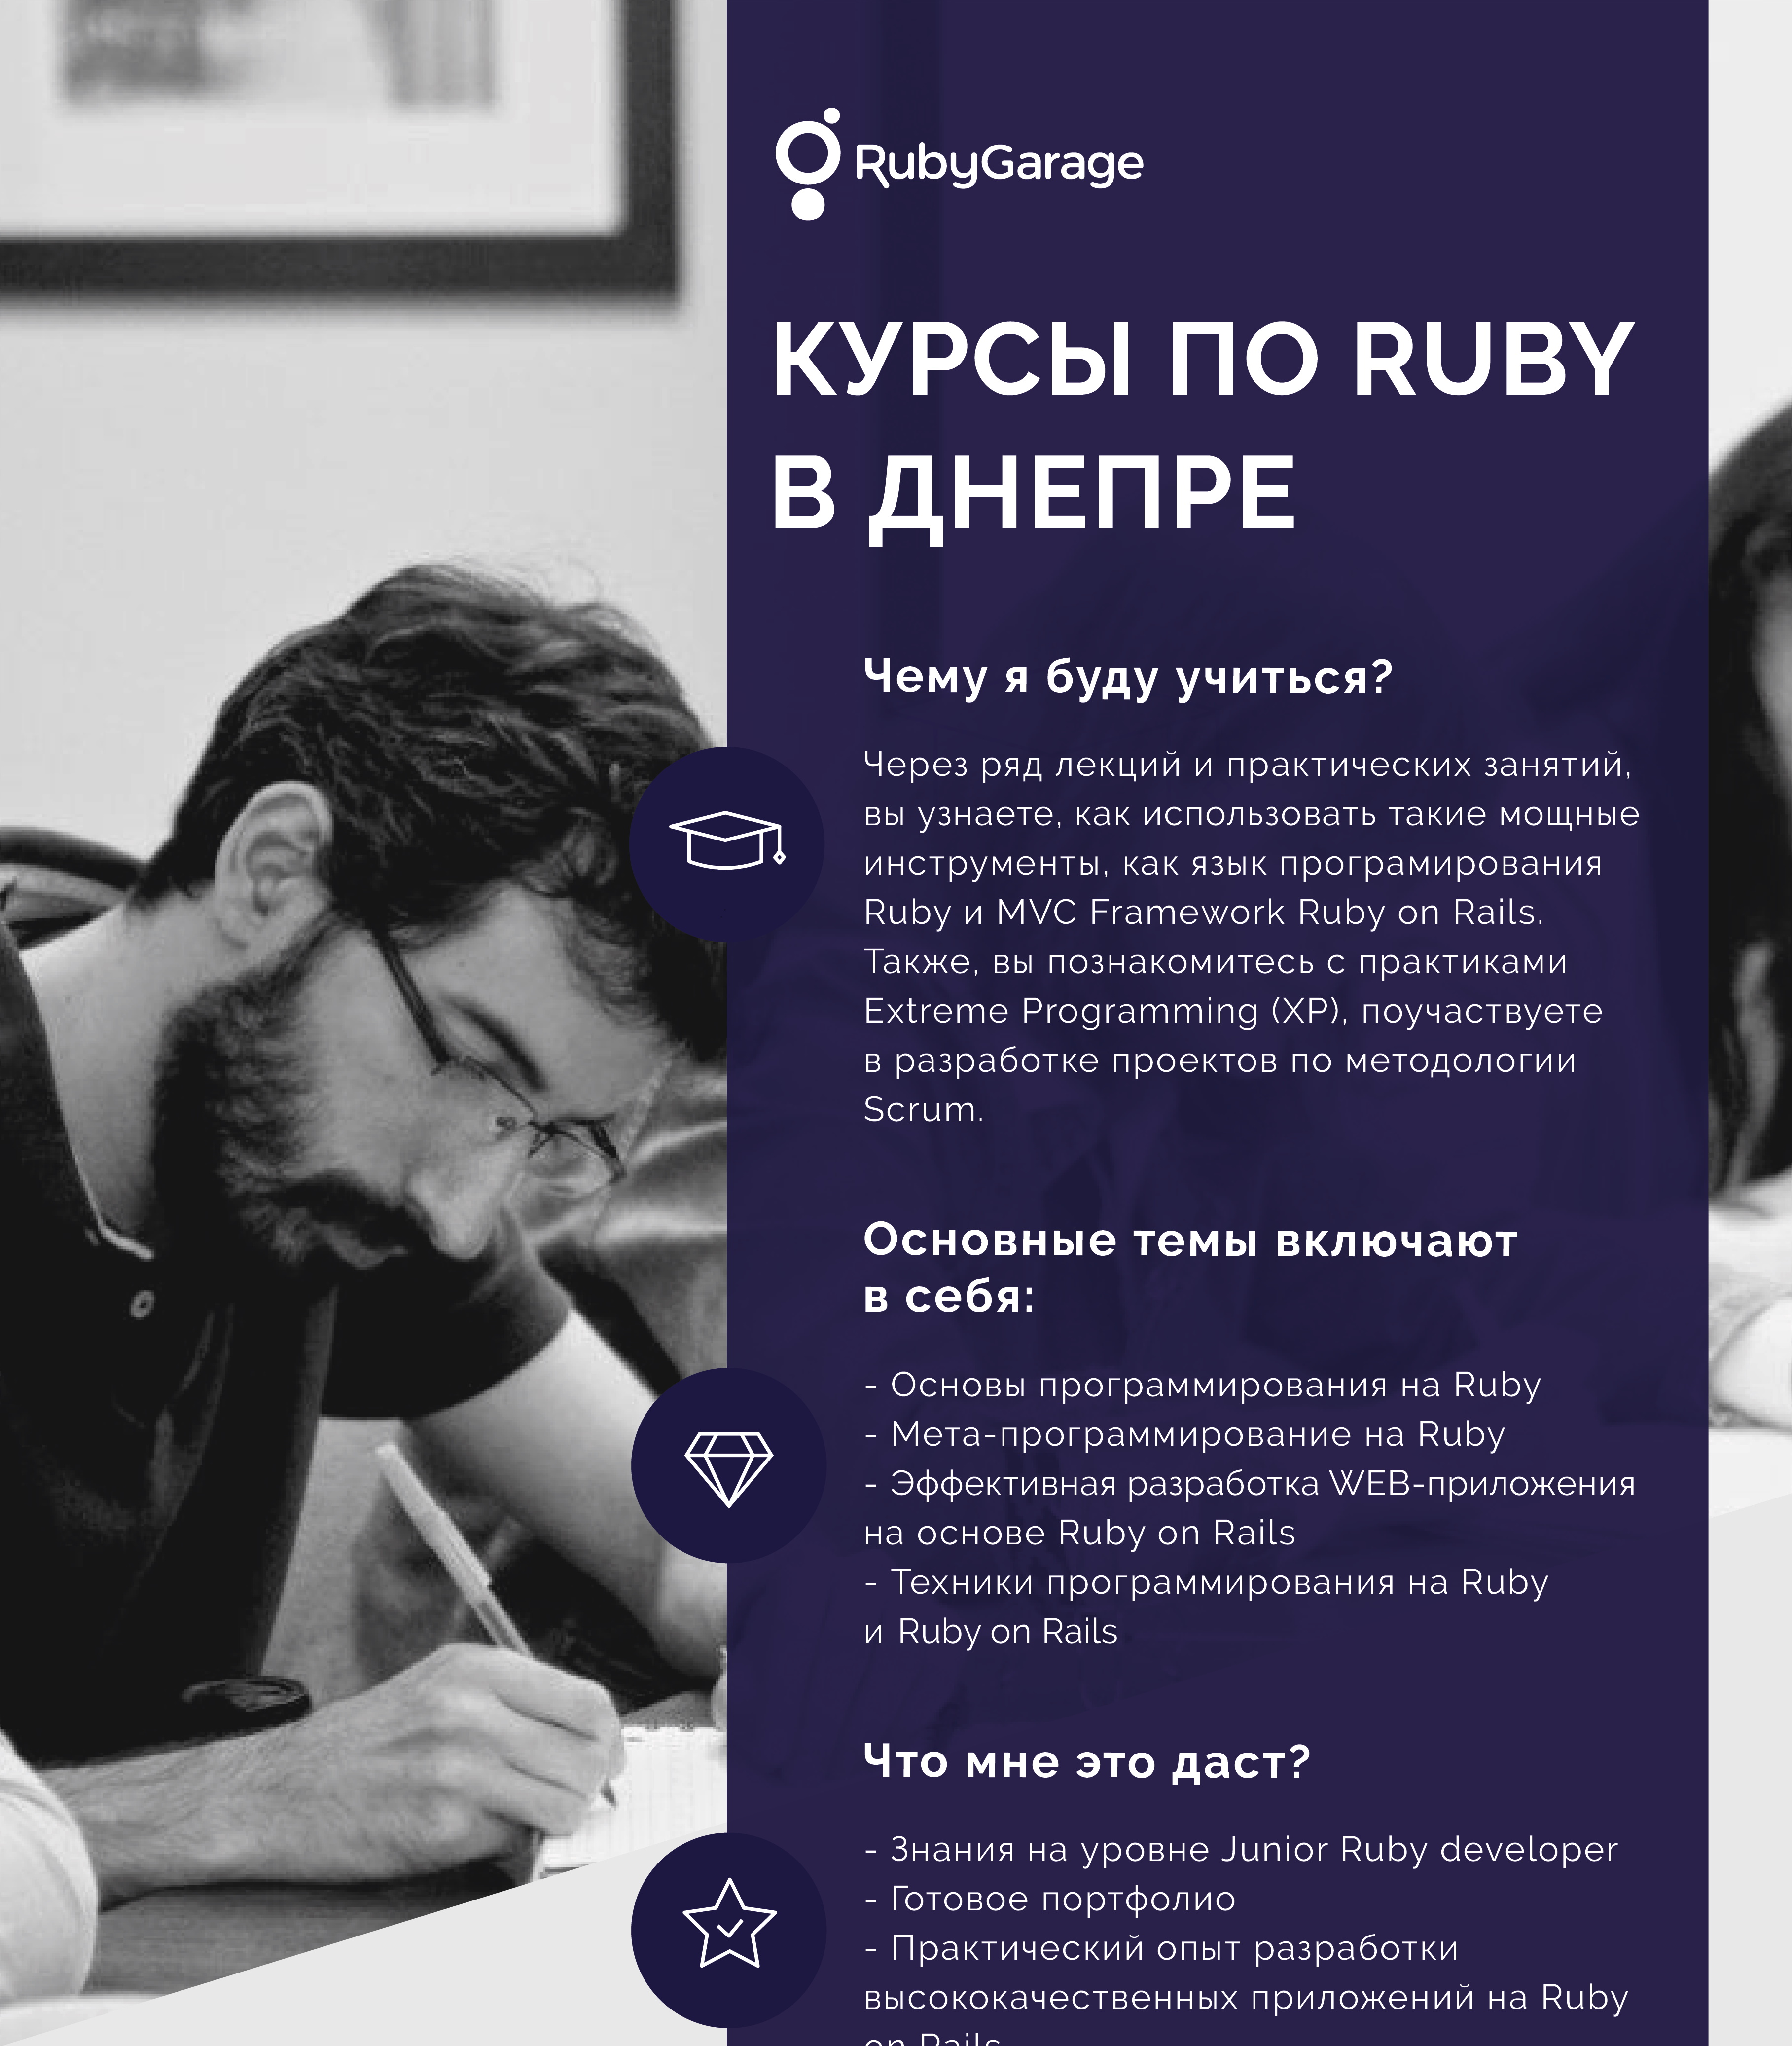 RubyGarage
КУРСЫ ПО RUBY
В ДНЕПРЕ
Чему я буду учиться?
Через ряд лекций и практических занятий,
вы узнаете, как использовать такие мощные
инструменты, как язык програмирования
Ruby и MVC Framework Ruby on Rails.
Также, вы познакомитесь с практиками
Extreme Programming (XP), поучаствуете
в разработке проектов по методологии
Scrum.
Основные темы включают
в себя:
- Основы программирования на Ruby
- Мета-программирование на Ruby
- Эффективная разработка WEB-приложения
на основе Ruby on Rails
- Техники программирования на Ruby
и Ruby on Rails
Что мне это даст?
- Знания на уровне Junior Ruby developer
- Готовое портфолио
- Практический опыт разработки
высококачественных приложений на Ruby
on Rails